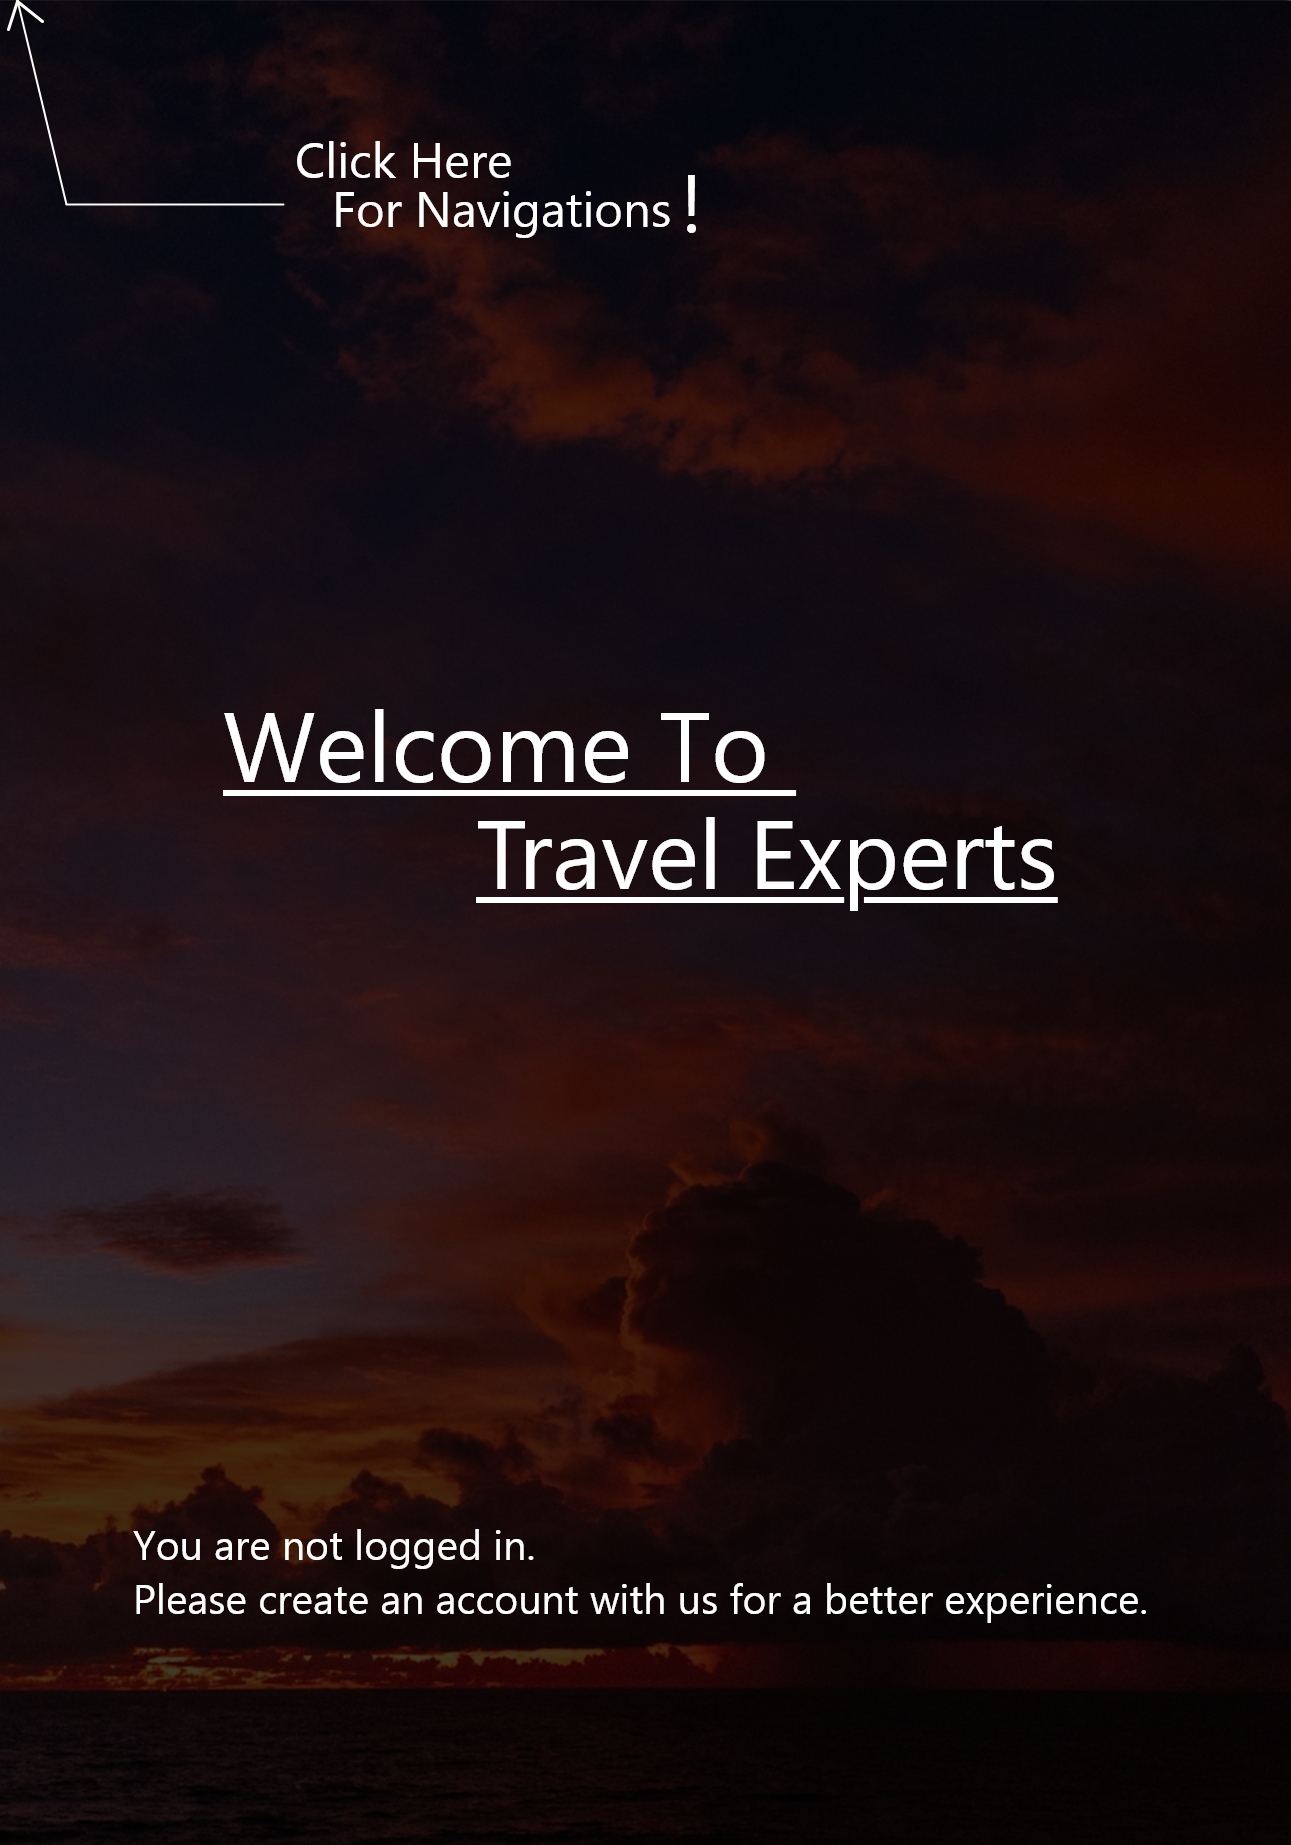 Click Here
For Navigations !
Welcome To
Travel Experts
You are not logged in.
Please create an account with us for a better experience.